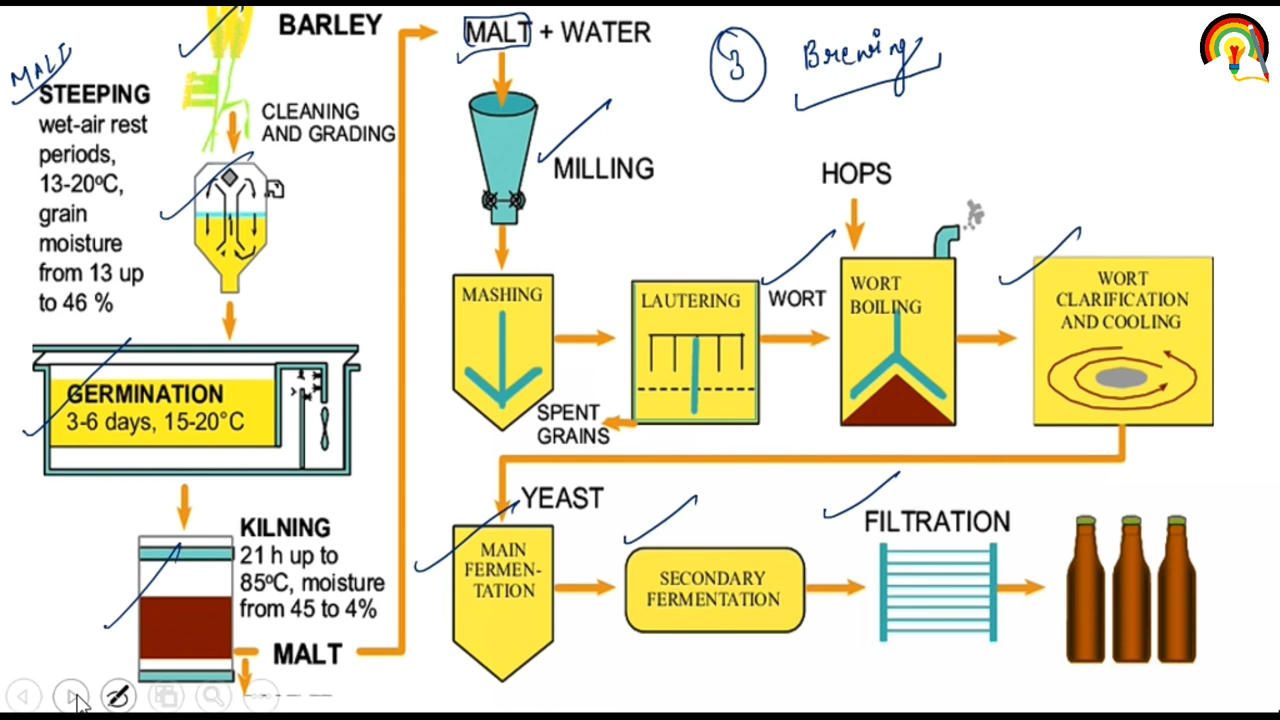 MALT
BARLEY
STEEPING
wet-air rest
periods,
13-20ºC,
grain
moisture
from 13 up
to 46 %
CLEANING
AND GRADING
GERMINATION
3-6 days, 15-20°C
KILNING
21 h up to
85ºC, moisture
from 45 to 4%
MALT
MALT + WATER
3 Brewing
MILLING
MASHING
LAUTERING
SPENT
GRAINS
WORT
HOPS
WORT
BOILING
WORT
CLARIFICATION
AND COOLING
YEAST
MAIN
FERMEN-
TATION
SECONDARY
FERMENTATION
FILTRATION